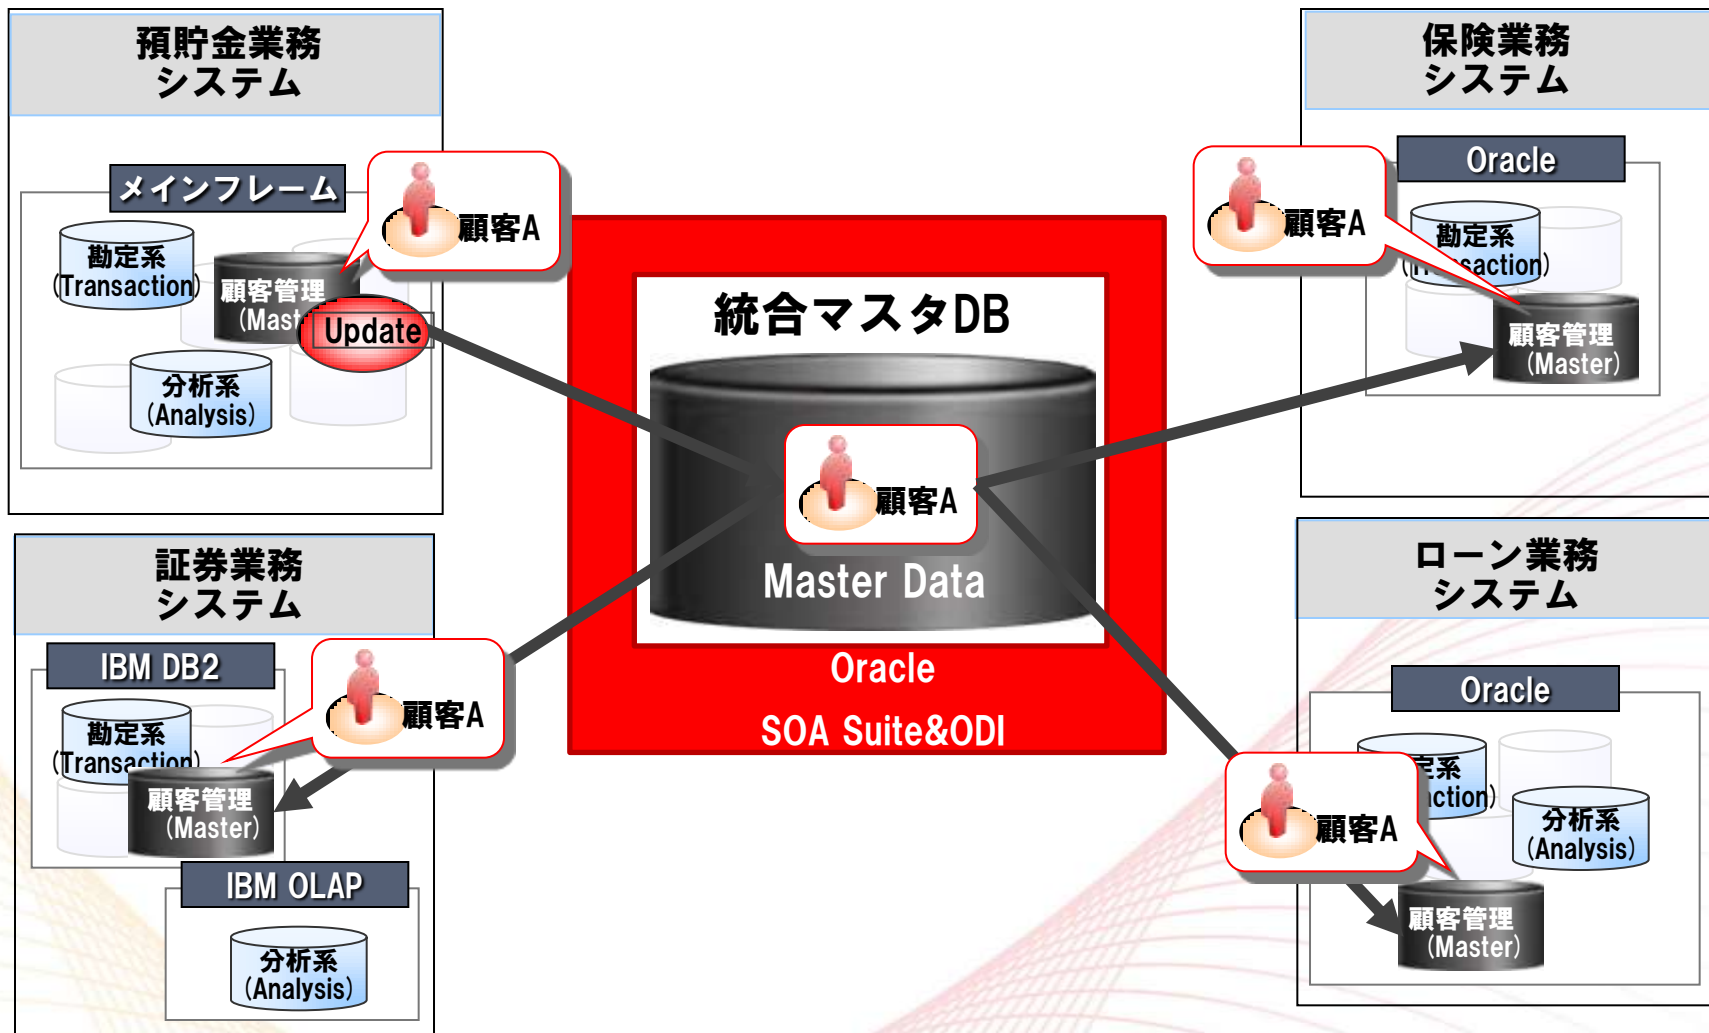 預貯金業務
システム
メインフレーム
顧客A
勘定系
(Transaction)
顧客管理
(Mast
Update
分析系
(Analysis)
証券業務
システム
IBM DB2
顧客A
勘定系
(Transaction)
顧客管理
(Master)
IBM OLAP
分析系
(Analysis)
統合マスタDB
顧客A
Master Data
Oracle
SOA Suite&ODI
保険業務
システム
Oracle
顧客A
勘定系
saction)
顧客管理
(Master)
ローン業務
システム
Oracle
定系
action)
顧客A
分析系
(Analysis)
顧客管理
(Master)